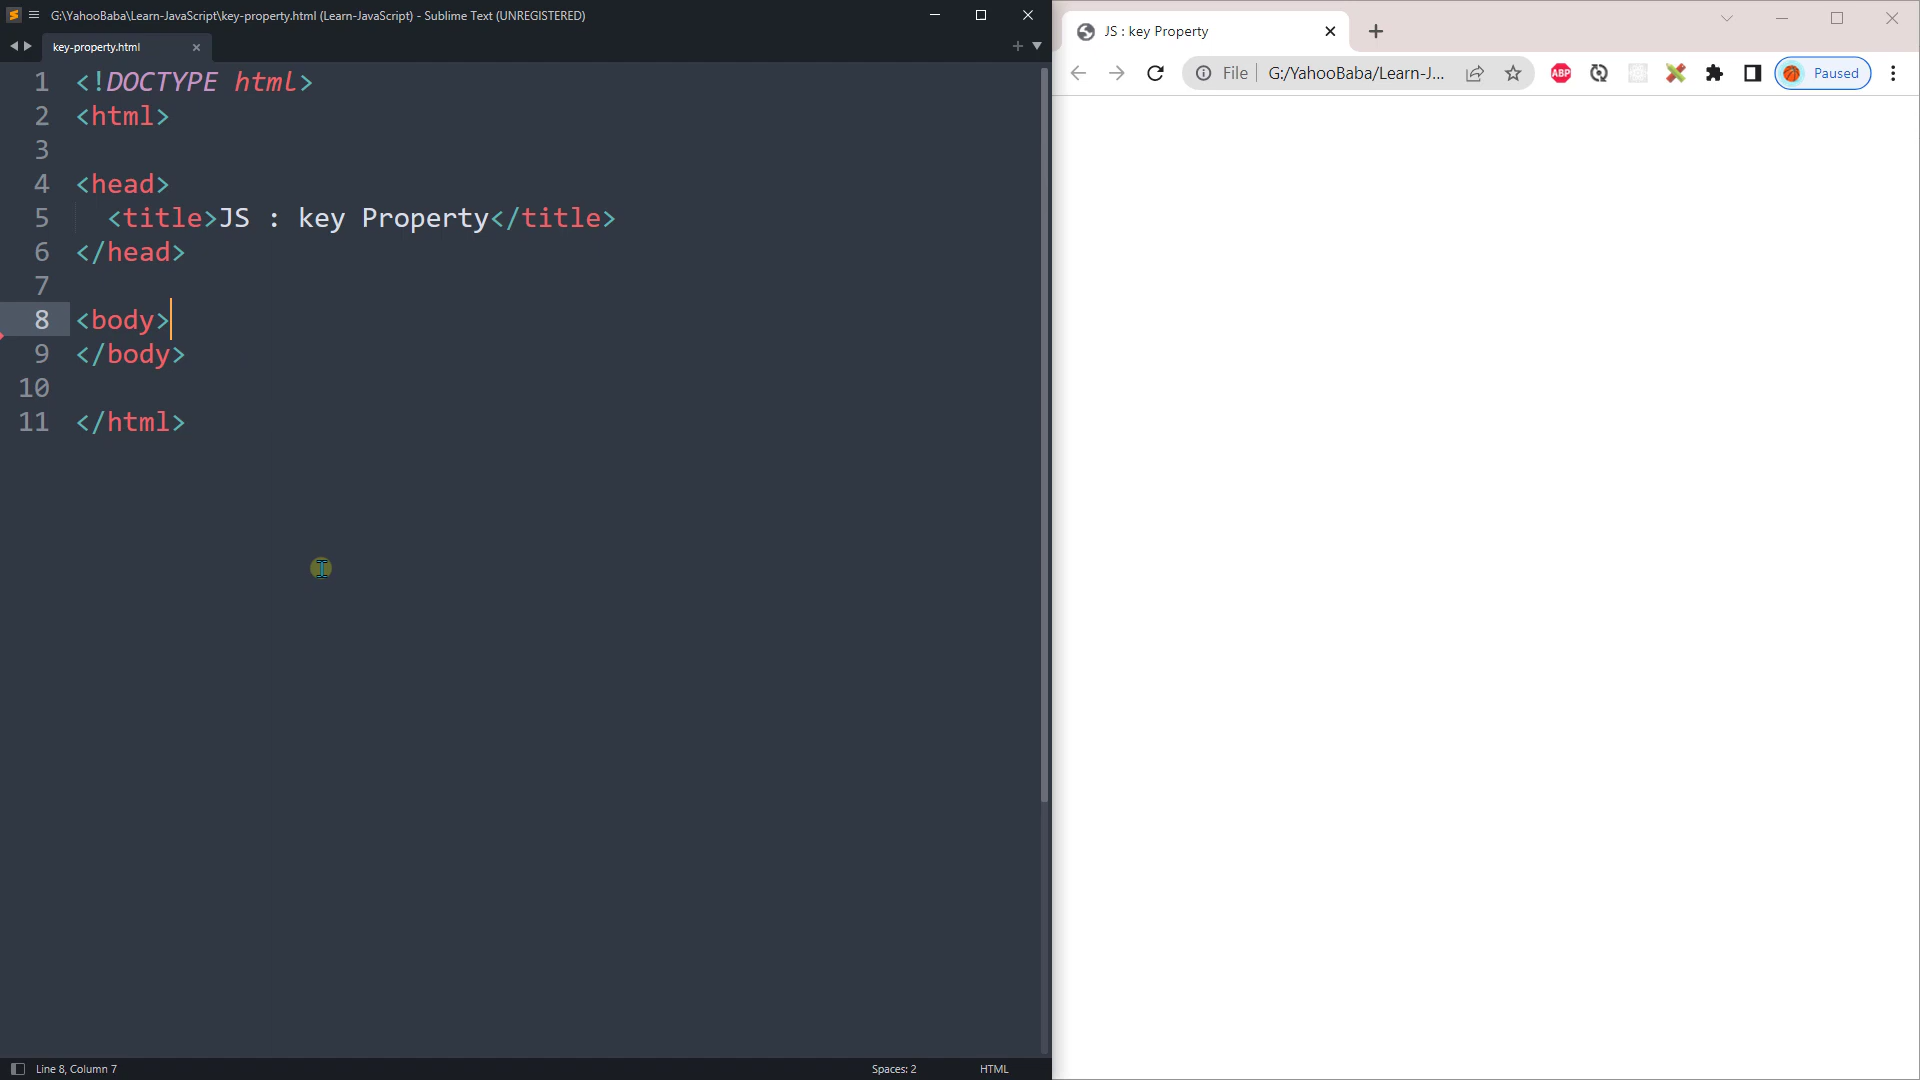 G:\YahooBaba\Learn-JavaScript\key-property.html (Learn-JavaScript) - Sublime Text (UNREGISTERED)
key-property.html
1 <!DOCTYPE html>
2 <html>
3
4 <head>
5 <title>JS : key Property</title>
6 </head>
7
8 <body>
9 </body>
10
11 </html>
Line 8, Column 7
Spaces: 2
HTML
JS : key Property
File
G:/YahooBaba/Learn-J...
ABP
Paused